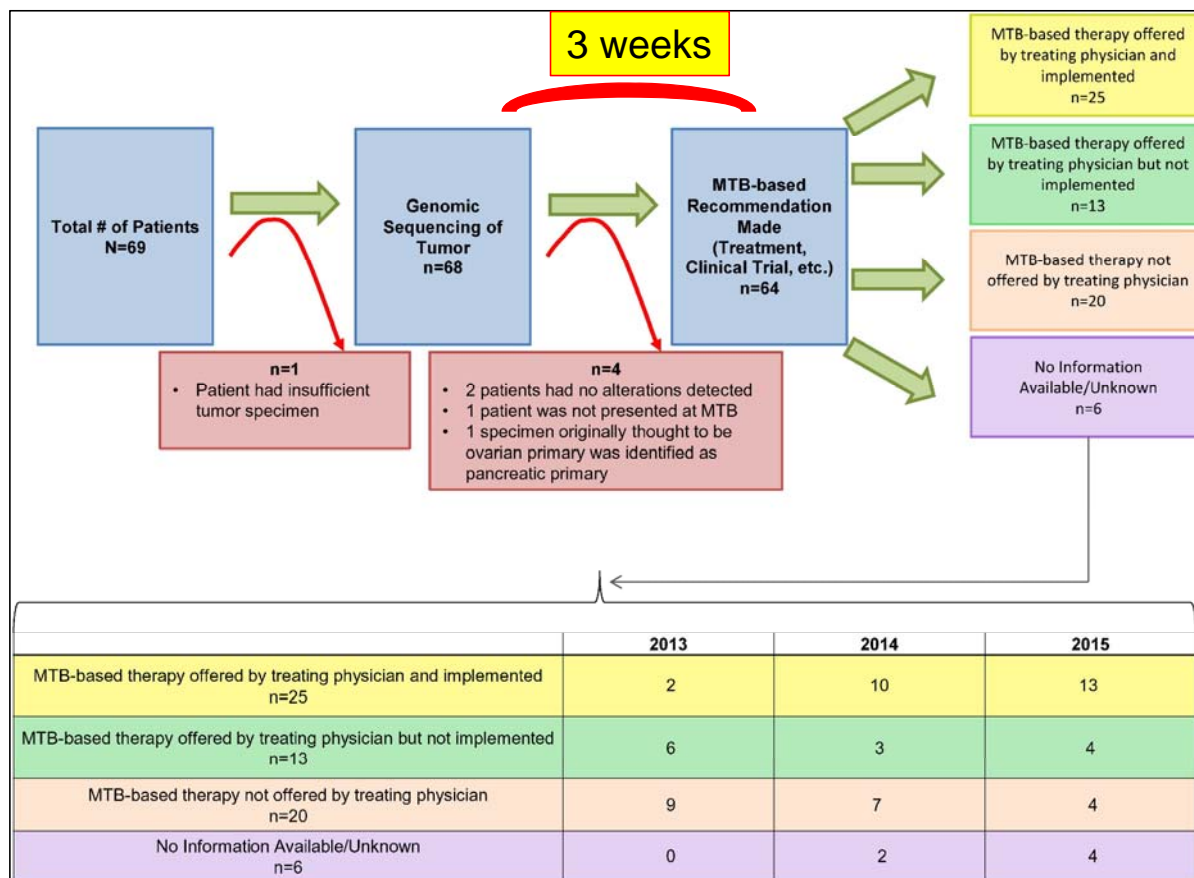 3 weeks
Total # of Patients
N=69
Genomic
Sequencing of
Tumor
n=68
MTB-based
Recommendation
Made
(Treatment,
Clinical Trial, etc.)
n=64
MTB-based therapy offered
by treating physician and
implemented
n=25
MTB-based therapy offered
by treating physician but not
implemented
n=13
MTB-based therapy not
offered by treating physician
n=20
No Information
Available/Unknown
n=6
n=1
• Patient had insufficient
tumor specimen
n=4
• 2 patients had no alterations detected
• 1 patient was not presented at MTB
• 1 specimen originally thought to be
ovarian primary was identified as
pancreatic primary
2013 2014 2015
MTB-based therapy offered by treating physician and implemented
n=25
2 10 13
MTB-based therapy offered by treating physician but not implemented
n=13
6 3 4
MTB-based therapy not offered by treating physician
n=20
9 7 4
No Information Available/Unknown
n=6
0 2 4